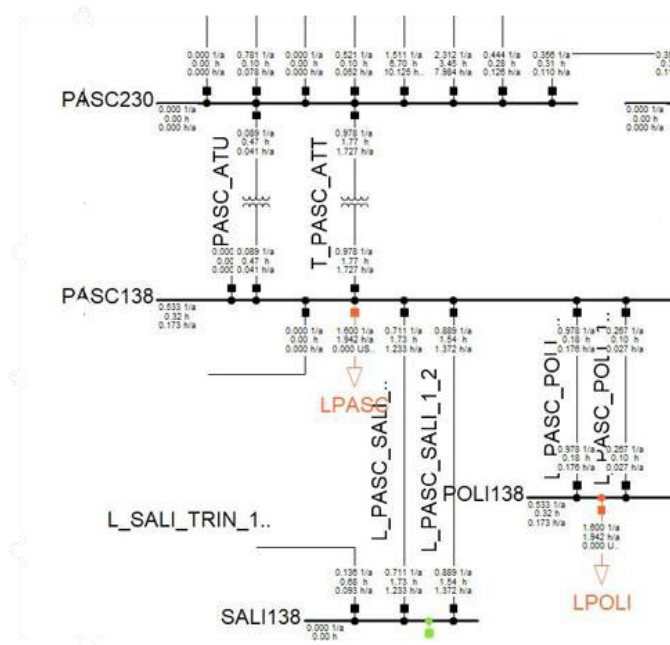 0.000 1/a
0.00 h
0.000 h/a
0.781 1/a
0.10 h
0.078 h/a
0.000 1/a
0.00 h
0.000 h/a
0.521 1/a
0.10 h
0.052 h/a
1.511 1/a
6.70 h
10.125 h..
2.312 1/a
3.45 h
7.984 h/a
0.444 1/a
0.28 h
0.126 h/a
0.356 1/a
0.31 h
0.110 h/a
PASC230
0.000 1/a
0.00 h
0.000 h/a
0.000 1/a
0.00 h
0.000 h/a
0.089 1/a
0.47 h
0.041 h/a
0.978 1/a
1.77 h
1.727 h/a
PASC_ATU
T_PASC_ATT
0.089 1/a
0.47 h
0.041 h/a
0.978 1/a
1.77 h
1.727 h/a
PASC138
0.533 1/a
0.32 h
0.173 h/a
0.000 1/a
0.00 h
0.000 h/a
1.600 1/a
1.942 h/a
0.000 US..
0.711 1/a
1.73 h
1.233 h/a
0.889 1/a
1.54 h
1.372 h/a
0.978 1/a
0.18 h
0.176 h/a
0.267 1/a
0.10 h
0.027 h/a
LPASC
L_PASC_SALI_..
L_PASC_SALI_1_2
L_PASC_POLI_..
L_PASC_POLI_1..
0.978 1/a
0.18 h
0.176 h/a
0.267 1/a
0.10 h
0.027 h/a
POLI138
0.533 1/a
0.32 h
0.173 h/a
1.600 1/a
1.942 h/a
0.000 U..
LPOLI
L_SALI_TRIN_1..
0.136 1/a
0.68 h
0.093 h/a
0.711 1/a
1.73 h
1.233 h/a
0.889 1/a
1.54 h
1.372 h/a
SALI138
0.000 1/a
0.00 h